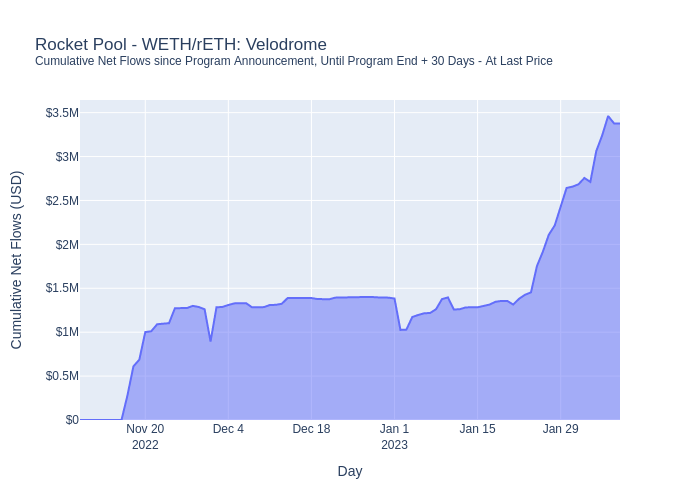 Rocket Pool - WETH/rETH: Velodrome
Cumulative Net Flows since Program Announcement, Until Program End + 30 Days - At Last Price
Cumulative Net Flows (USD)
$3.5M
$3M
$2.5M
$2M
$1.5M
$1M
$0.5M
$0
Nov 20 Dec 4 Dec 18 Jan 1 Jan 15 Jan 29
2022 2023
Day